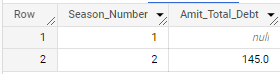 Row Season_Number Amit_Total_Debt
1 1 null
2 2 145.0